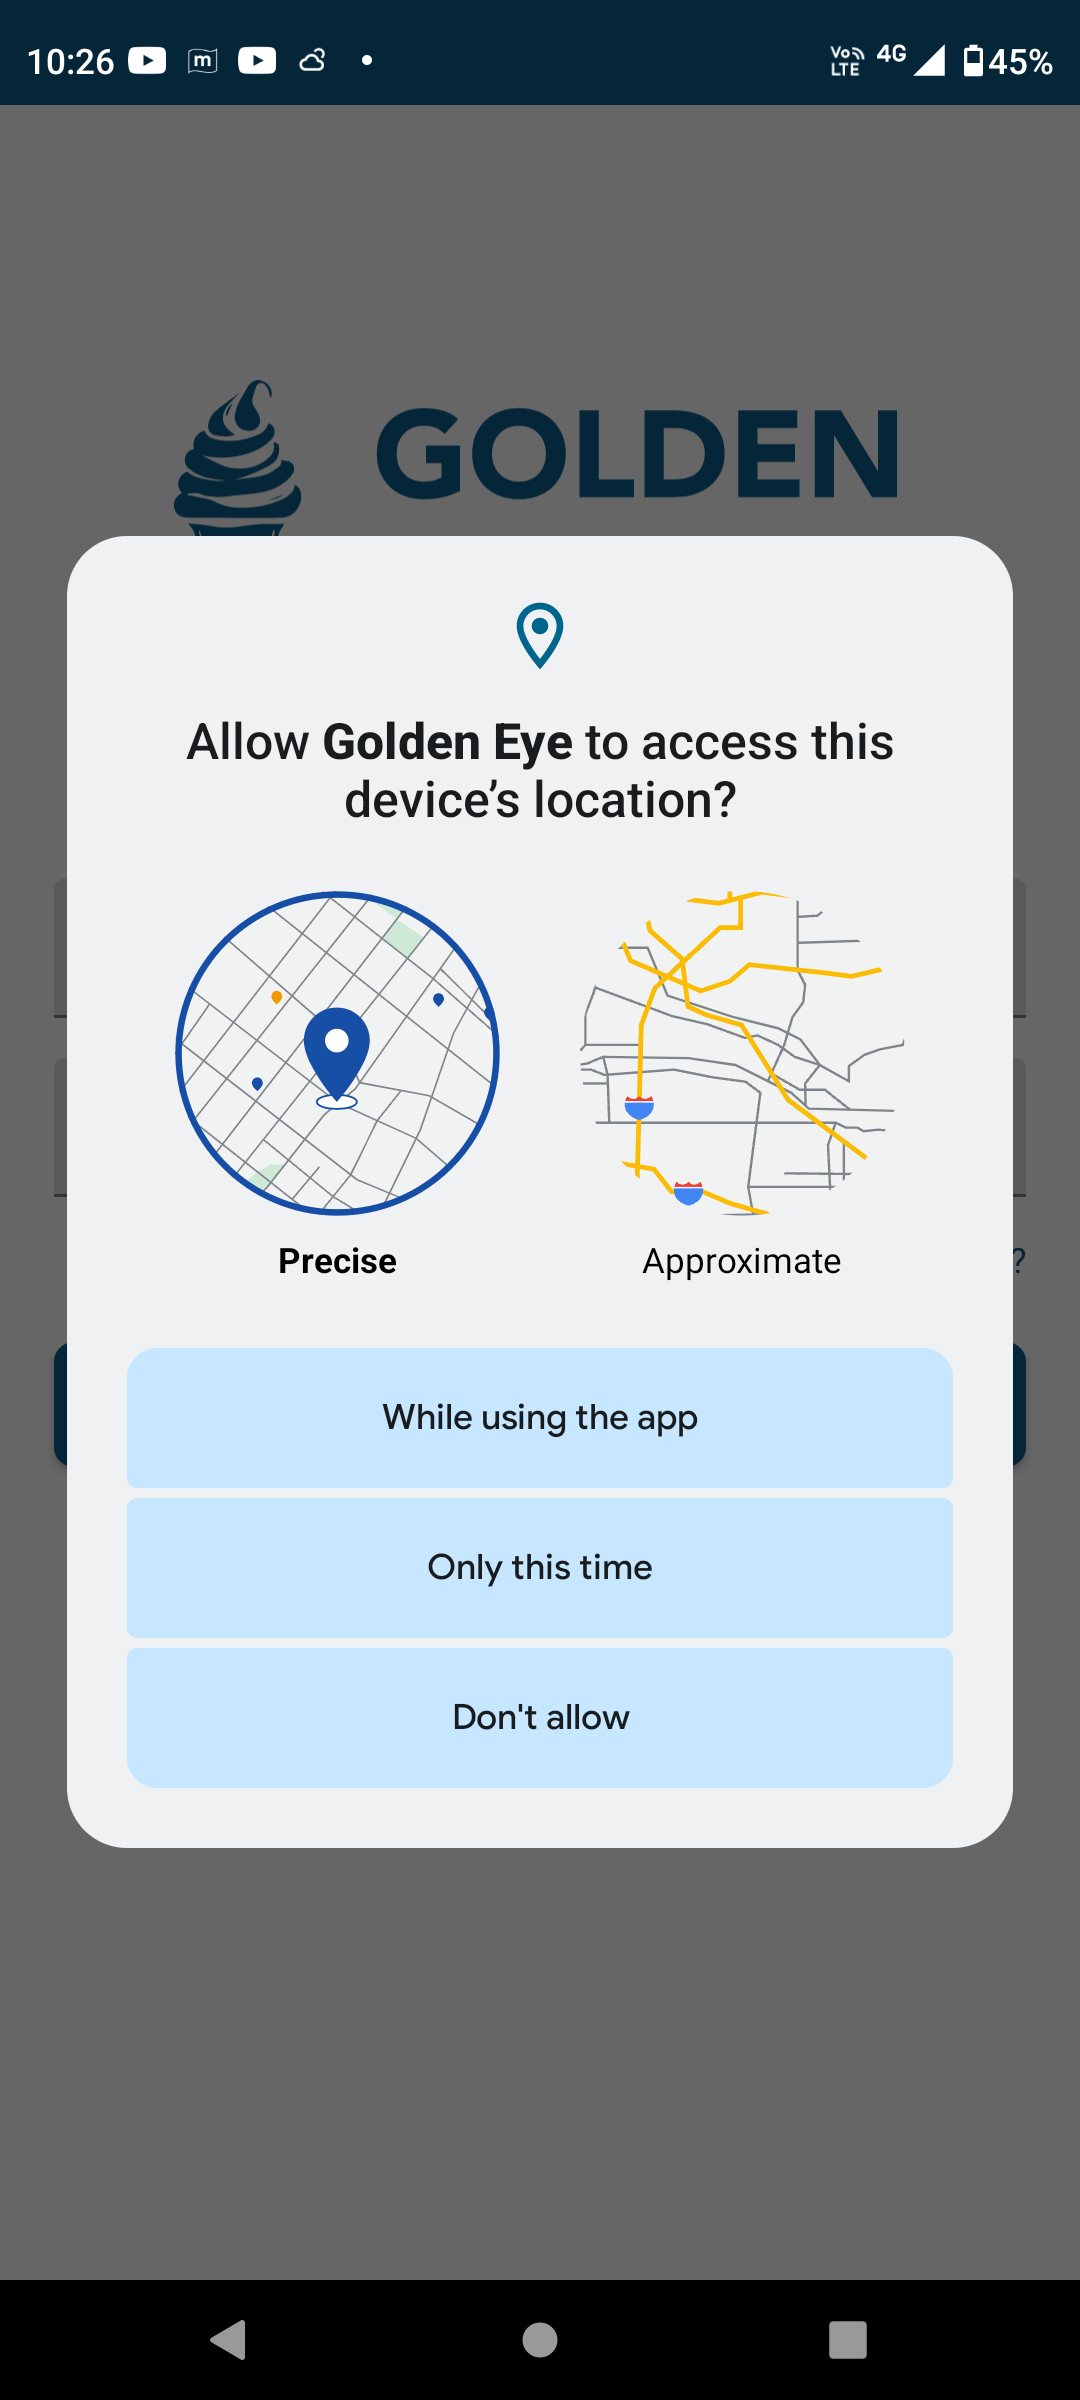 10:26
m
Vo LTE 4G 45%
GOLDEN
Allow Golden Eye to access this
device’s location?
Precise
Approximate
?
While using the app
Only this time
Don't allow